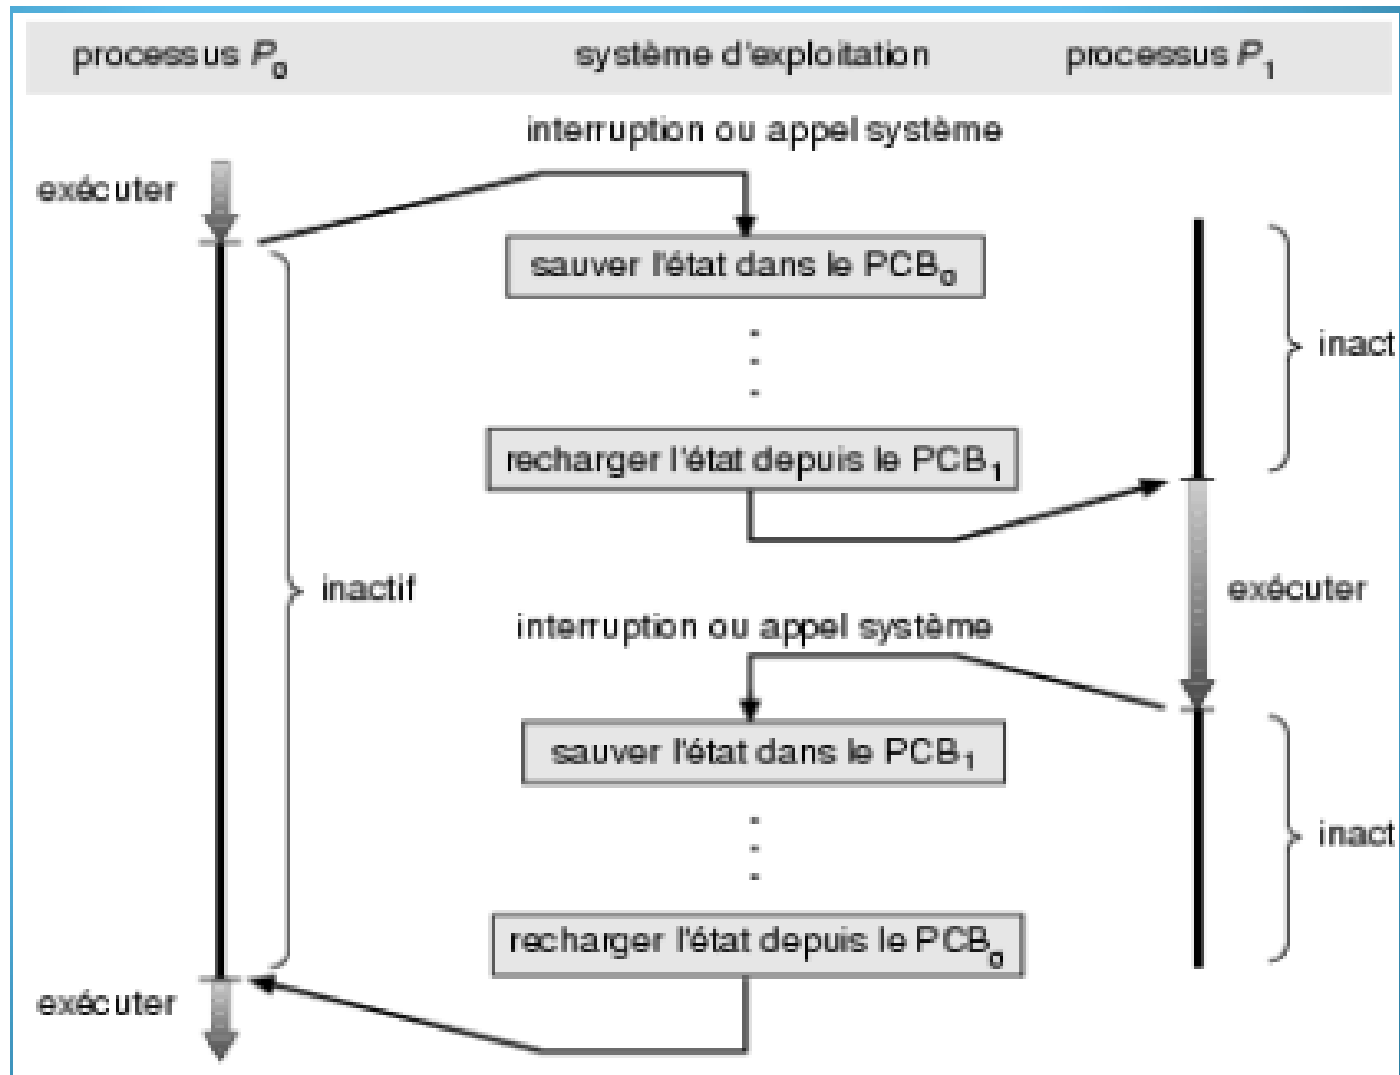 processus P0
système d'exploitation
processus P1
interruption ou appel système
exécuter
sauver l'état dans le PCB0
inact
recharger l'état depuis le PCB1
inactif
exécuter
interruption ou appel système
sauver l'état dans le PCB1
inact
recharger l'état depuis le PCB0
exécuter